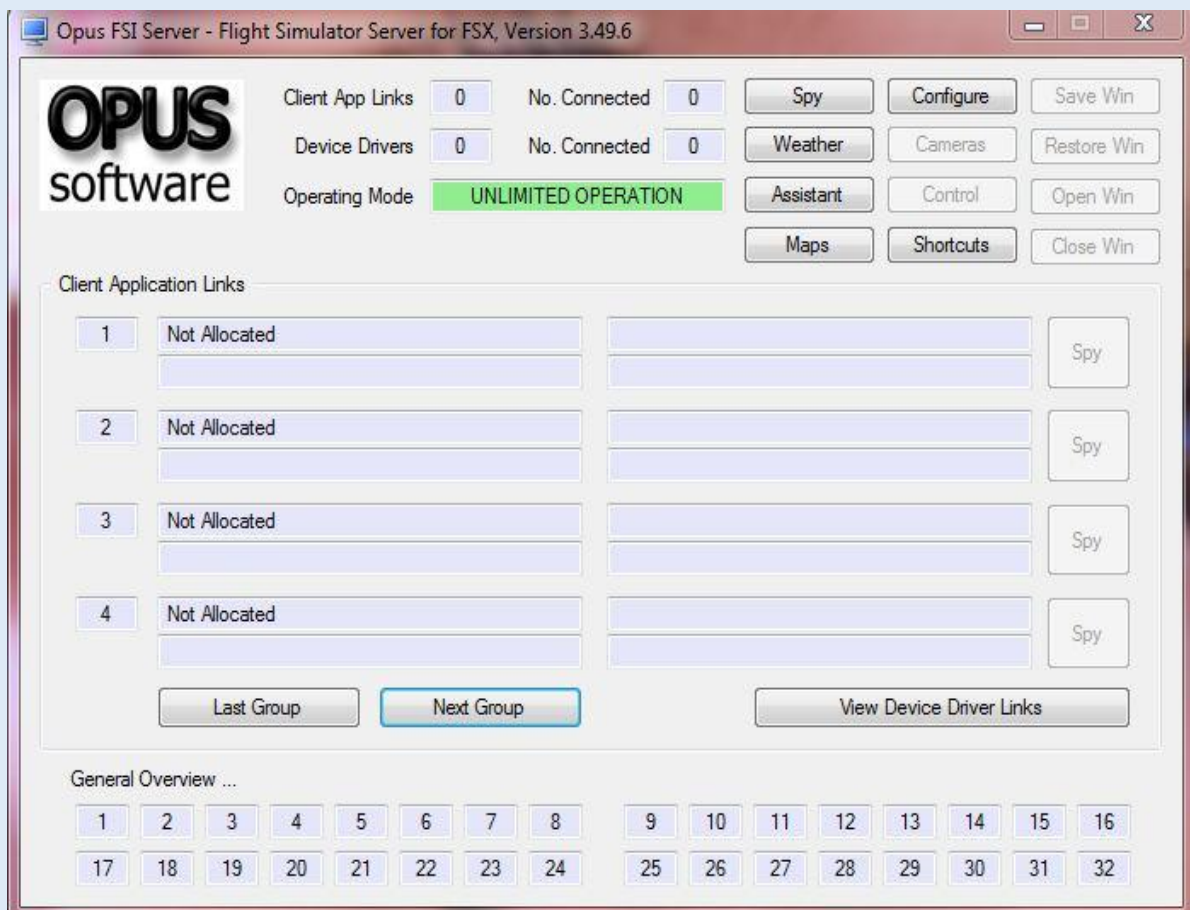 Opus FSI Server - Flight Simulator Server for FSX, Version 3.49.6
OPUS
software
Client App Links 0 No. Connected 0 Spy Configure Save Win
Device Drivers 0 No. Connected 0 Weather Cameras Restore Win
Operating Mode UNLIMITED OPERATION Assistant Control Open Win
Maps Shortcuts Close Win
Client Application Links
1 Not Allocated Spy
2 Not Allocated Spy
3 Not Allocated Spy
4 Not Allocated Spy
Last Group Next Group View Device Driver Links
General Overview ...
1 2 3 4 5 6 7 8 9 10 11 12 13 14 15 16
17 18 19 20 21 22 23 24 25 26 27 28 29 30 31 32